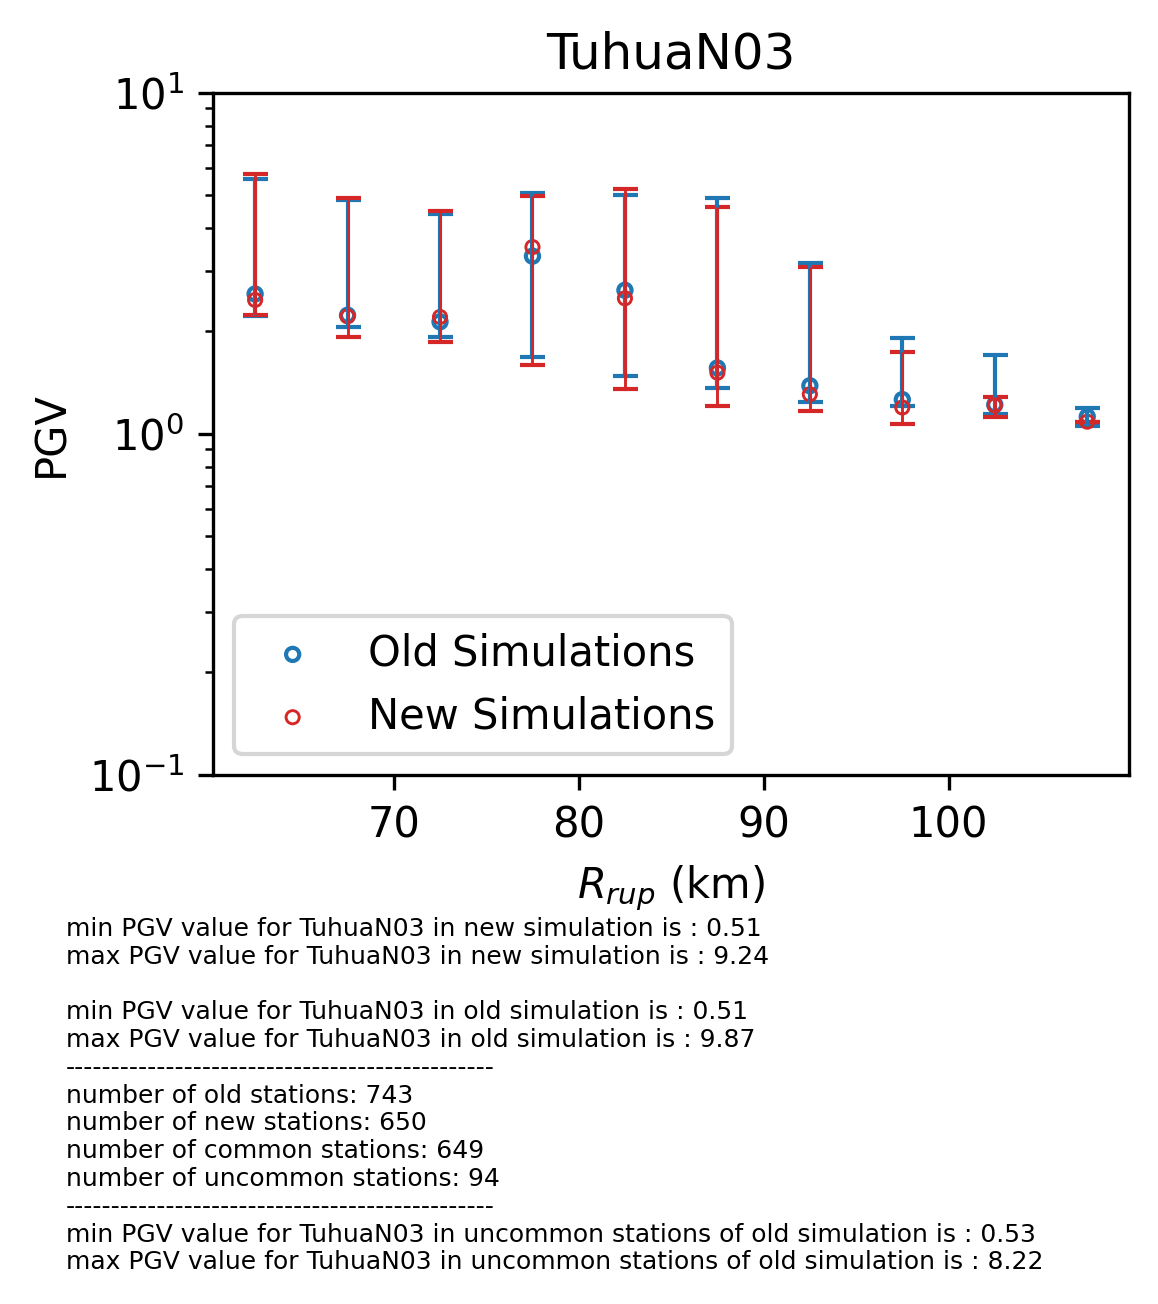 TuhuaN03
10^1
10^0
10^−1
PGV
Old Simulations
New Simulations
70 80 90 100
R_rup (km)
min PGV value for TuhuaN03 in new simulation is : 0.51
max PGV value for TuhuaN03 in new simulation is : 9.24
min PGV value for TuhuaN03 in old simulation is : 0.51
max PGV value for TuhuaN03 in old simulation is : 9.87
-----------------------------------------------
number of old stations: 743
number of new stations: 650
number of common stations: 649
number of uncommon stations: 94
-----------------------------------------------
min PGV value for TuhuaN03 in uncommon stations of old simulation is : 0.53
max PGV value for TuhuaN03 in uncommon stations of old simulation is : 8.22